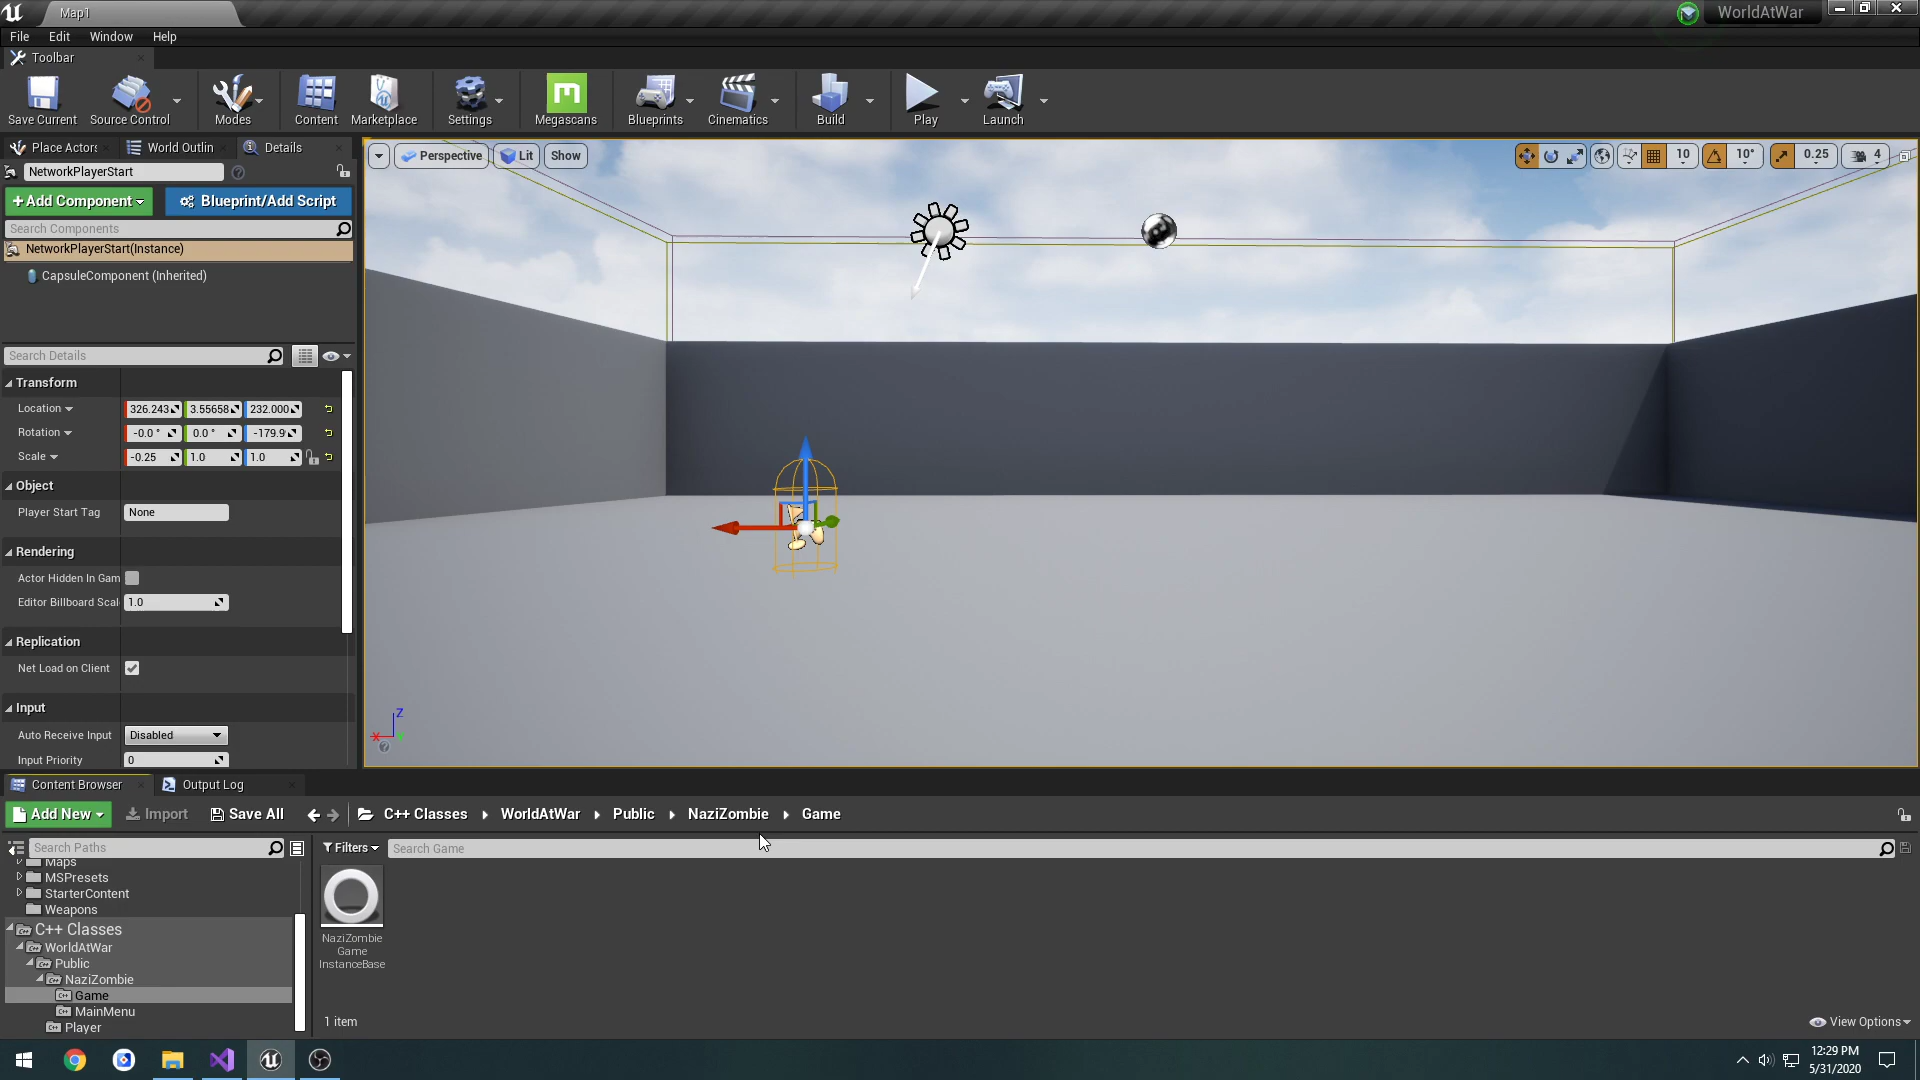 Map1
WorldAtWar
File Edit Window Help
Toolbar
Save Current Source Control Modes Content Marketplace Settings Megascans Blueprints Cinematics Build Play Launch
Place Actors World Outlin Details
NetworkPlayerStart
+ Add Component Blueprint/Add Script
Search Components
NetworkPlayerStart(Instance)
CapsuleComponent (Inherited)
Search Details
Transform
Location 326.243 3.55658 232.000
Rotation -0.0 ° 0.0 ° -179.9
Scale -0.25 1.0 1.0
Object
Player Start Tag None
Rendering
Actor Hidden In Gam
Editor Billboard Scal 1.0
Replication
Net Load on Client
Input
Auto Receive Input Disabled
Input Priority 0
Perspective Lit Show
10 10° 0.25 4
Z
X
Content Browser Output Log
Add New Import Save All C++ Classes WorldAtWar Public NaziZombie Game
Search Paths Filters Search Game
Maps
MSPresets
StarterContent
Weapons
C++ Classes
WorldAtWar
Public
NaziZombie
Game
MainMenu
Player
NaziZombie
Game
InstanceBase
1 item
View Options
12:29 PM
5/31/2020